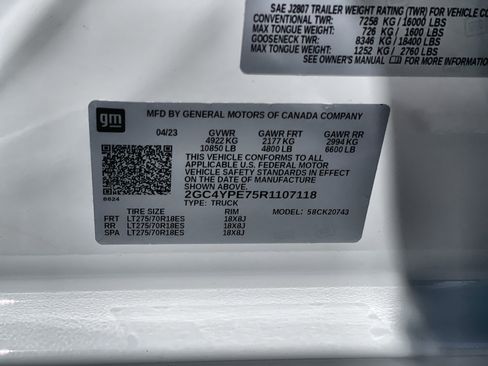 SAE J2807 TRAILER WEIGHT RATING (TWR) FOR VEHICLE
CONVENTIONAL TWR: 7258 KG/16000 LBS
MAX TONGUE WEIGHT: 726 KG/ 1600 LBS
GOOSENECK TWR: 8346 KG/18400 LBS
MAX TONGUE WEIGHT: 1252 KG/ 2760 LBS
SEE OWNER'S MANUAL FOR MORE INFORMATION
gm
MFD BY GENERAL MOTORS OF CANADA COMPANY
04/23 GVWR GAWR FRT GAWR RR
4922 KG 2177 KG 2994 KG
10850 LB 4800 LB 6600 LB
THIS VEHICLE CONFORMS TO ALL
APPLICABLE U.S. FEDERAL MOTOR
VEHICLE SAFETY STANDARDS IN
EFFECT ON THE DATE OF
MANUFACTURE SHOWN ABOVE.
2GC4YPE75R1107118
8624
TYPE: TRUCK
TIRE SIZE RIM MODEL: 58CK20743
FRT LT275/70R18ES 18X8J
RR LT275/70R18ES 18X8J
SPA LT275/70R18ES 18X8J